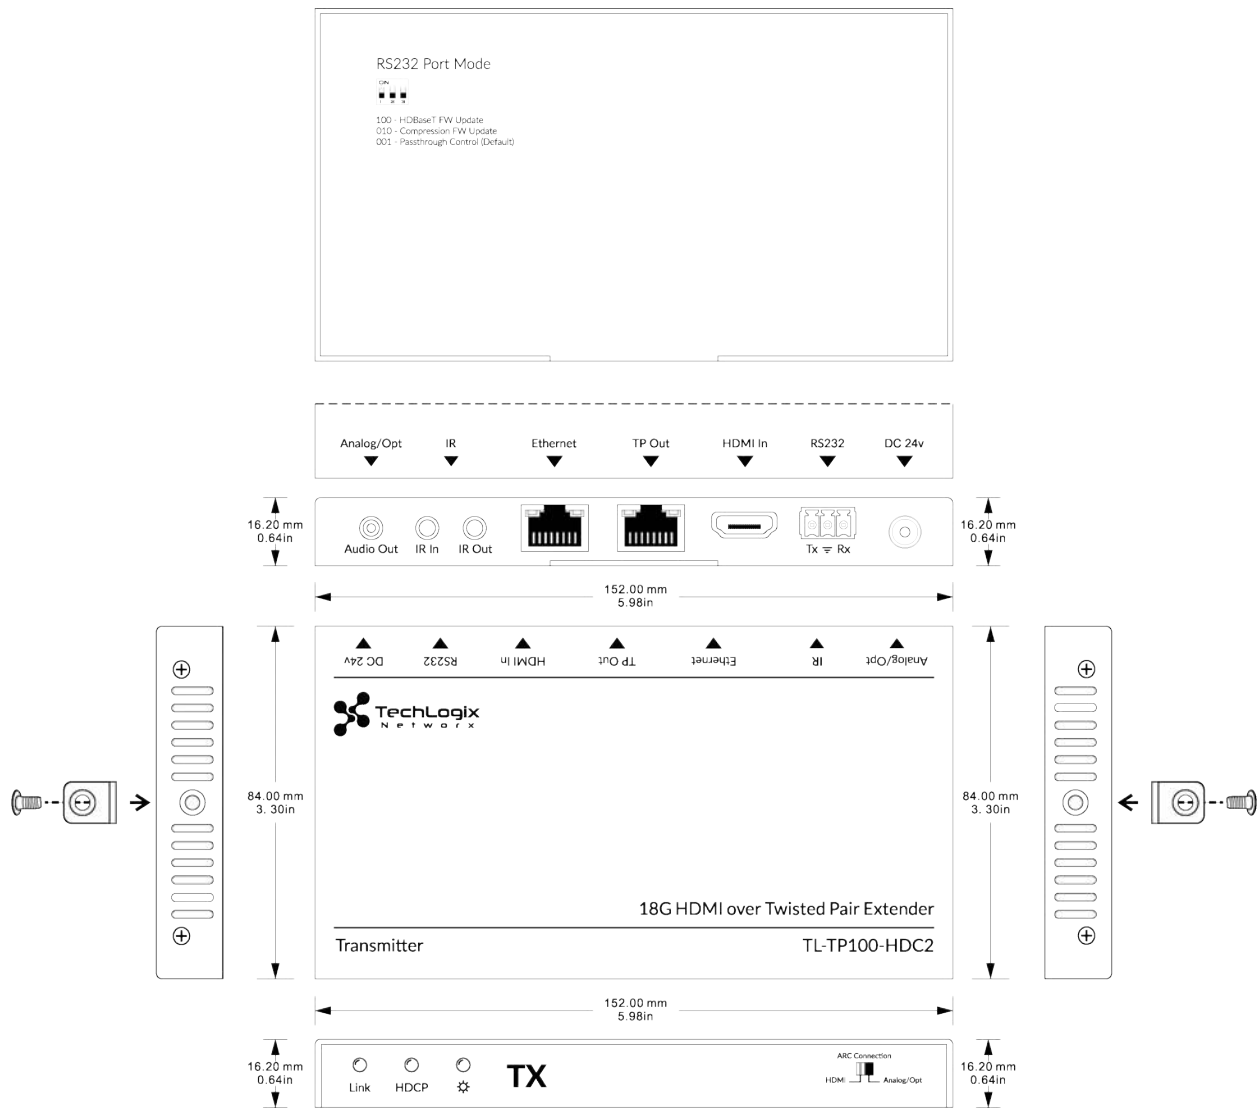 RS232 Port Mode
ON
100 - HDBaseT FW Update
010 - Compression FW Update
001 - Passthrough Control (Default)
Analog/Opt IR Ethernet TP Out HDMI In RS232 DC 24v
16.20 mm
0.64in
Audio Out IR In IR Out Tx Rx
16.20 mm
0.64in
152.00 mm
5.98in
DC 24v RS232 HDMI In TP Out Ethernet IR Analog/Opt
TechLogix
Networx
84.00 mm
3. 30in
84.00 mm
3. 30in
18G HDMI over Twisted Pair Extender
Transmitter TL-TP100-HDC2
152.00 mm
5.98in
16.20 mm
0.64in
Link HDCP TX
ARC Connection
HDMI Analog/Opt
16.20 mm
0.64in